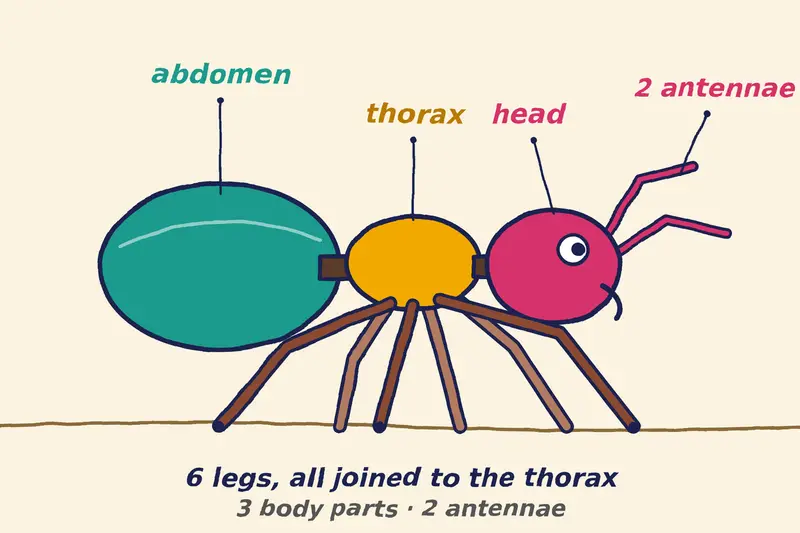 abdomen
thorax
head
2 antennae
6 legs, all joined to the thorax
3 body parts · 2 antennae